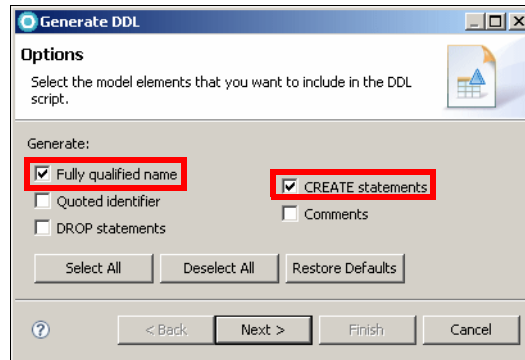 Generate DDL
Options
Select the model elements that you want to include in the DDL
script.
Generate:
Fully qualified name
CREATE statements
Quoted identifier
Comments
DROP statements
Select All Deselect All Restore Defaults
? < Back Next > Finish Cancel